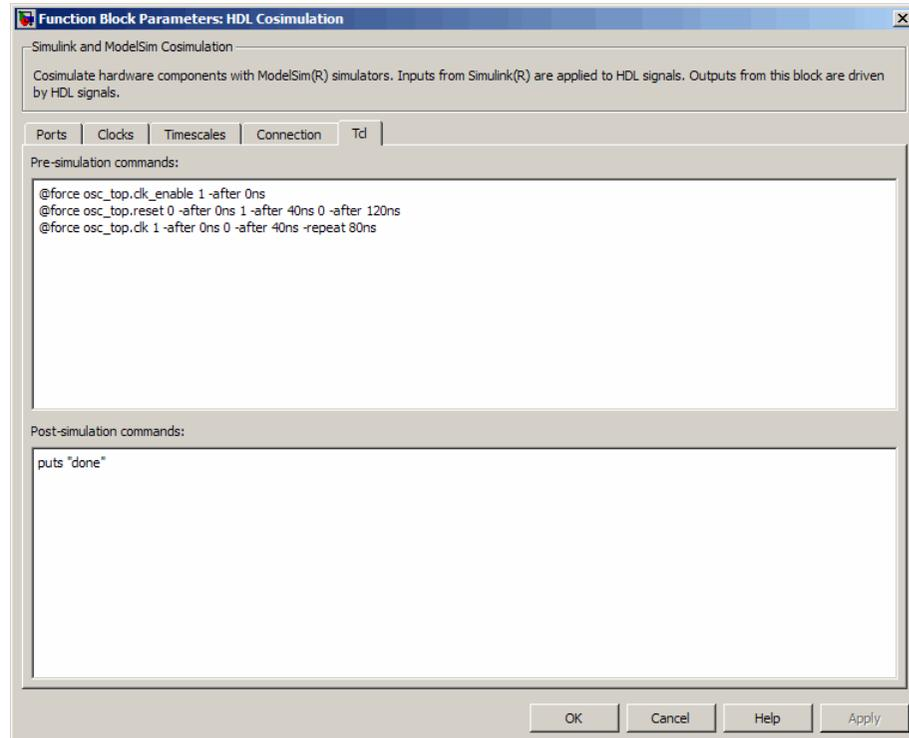 Function Block Parameters: HDL Cosimulation
Simulink and ModelSim Cosimulation
Cosimulate hardware components with ModelSim(R) simulators. Inputs from Simulink(R) are applied to HDL signals. Outputs from this block are driven
by HDL signals.
Ports Clocks Timescales Connection Tcl
Pre-simulation commands:
@force osc_top.clk_enable 1 -after 0ns
@force osc_top.reset 0 -after 0ns 1 -after 40ns 0 -after 120ns
@force osc_top.clk 1 -after 0ns 0 -after 40ns -repeat 80ns
Post-simulation commands:
puts "done"
OK Cancel Help Apply